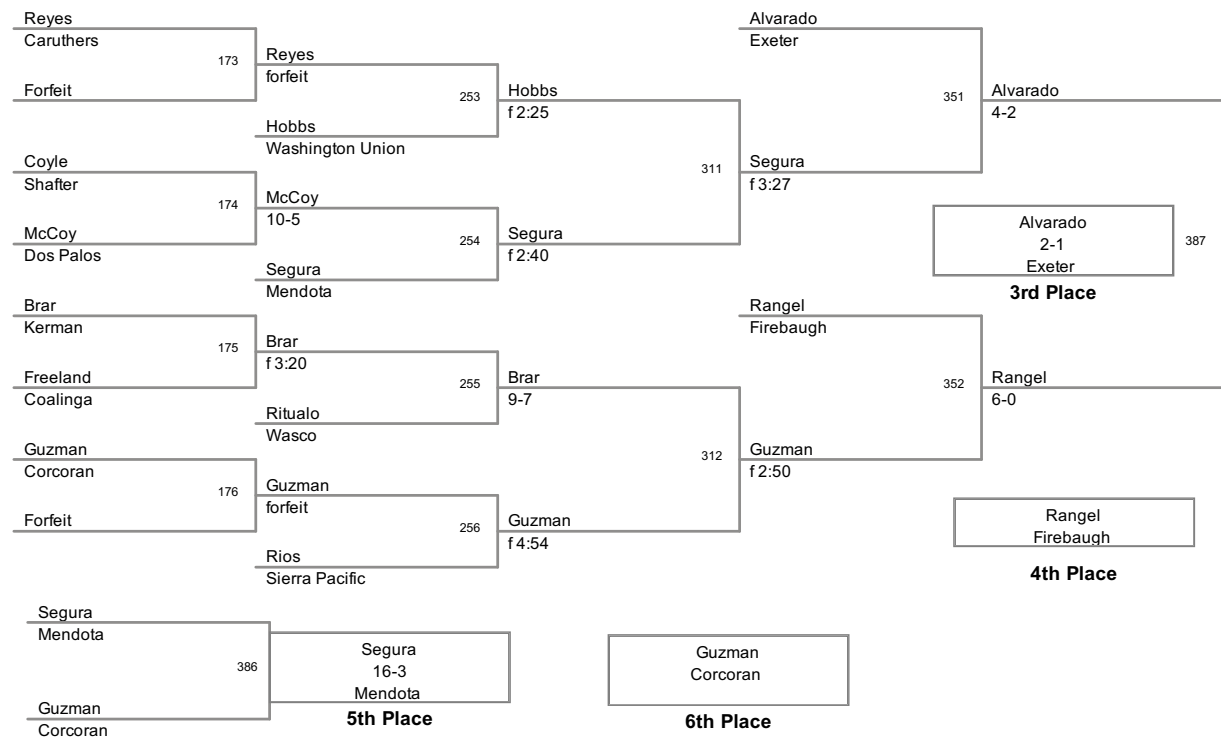 Reyes
Caruthers
173
Forfeit
Reyes
forfeit
253
Hobbs
Washington Union
Hobbs
f 2:25
Coyle
Shafter
174
McCoy
Dos Palos
McCoy
10-5
254
Segura
Mendota
Segura
f 2:40
311
Segura
f 3:27
Alvarado
Exeter
351
Alvarado
4-2
Alvarado
2-1
Exeter
387
3rd Place
Brar
Kerman
175
Freeland
Coalinga
Brar
f 3:20
255
Ritualo
Wasco
Brar
9-7
Guzman
Corcoran
176
Forfeit
Guzman
forfeit
256
Rios
Sierra Pacific
Guzman
f 4:54
312
Guzman
f 2:50
Rangel
Firebaugh
352
Rangel
6-0
Rangel
Firebaugh
4th Place
Segura
Mendota
386
Guzman
Corcoran
Segura
16-3
Mendota
5th Place
Guzman
Corcoran
6th Place